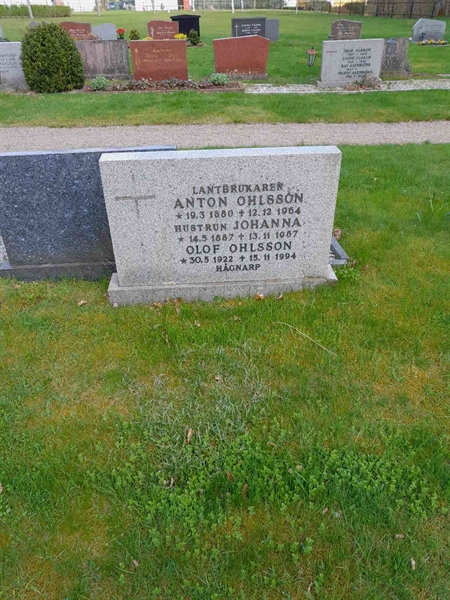 LANTBRUKAREN
ANTON OHLSSON
★ 19.3 1880 + 12.12 1964
HUSTRUN JOHANNA
★ 14.5 1887 + 13.11 1967
OLOF OHLSSON
★ 30.5 1922 + 15.11 1994
HÅGNARP